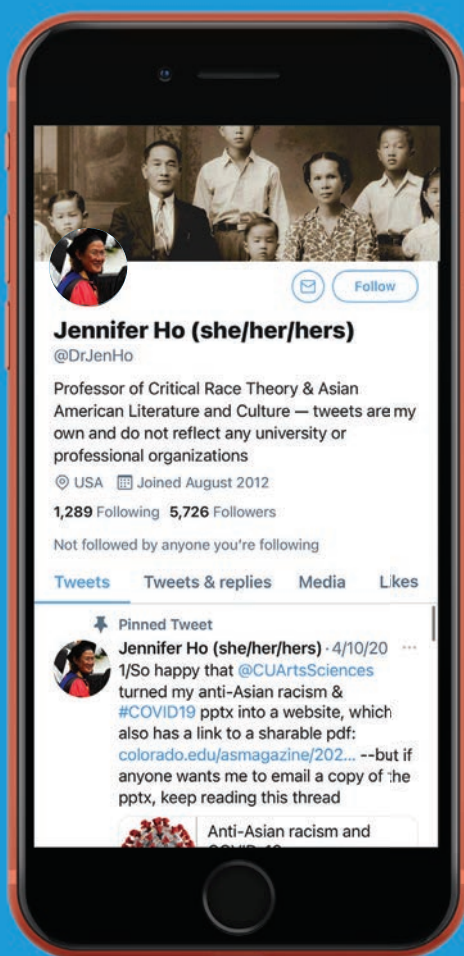 Follow
Jennifer Ho (she/her/hers)
@DrJenHo
Professor of Critical Race Theory & Asian
American Literature and Culture — tweets are my
own and do not reflect any university or
professional organizations
USA Joined August 2012
1,289 Following 5,726 Followers
Not followed by anyone you're following
Tweets Tweets & replies Media Likes
Pinned Tweet
Jennifer Ho (she/her/hers) · 4/10/20 ...
1/So happy that @CUArtsSciences
turned my anti-Asian racism &
#COVID19 pptx into a website, which
also has a link to a sharable pdf:
colorado.edu/asmagazine/202... --but if
anyone wants me to email a copy of the
pptx, keep reading this thread
Anti-Asian racism and